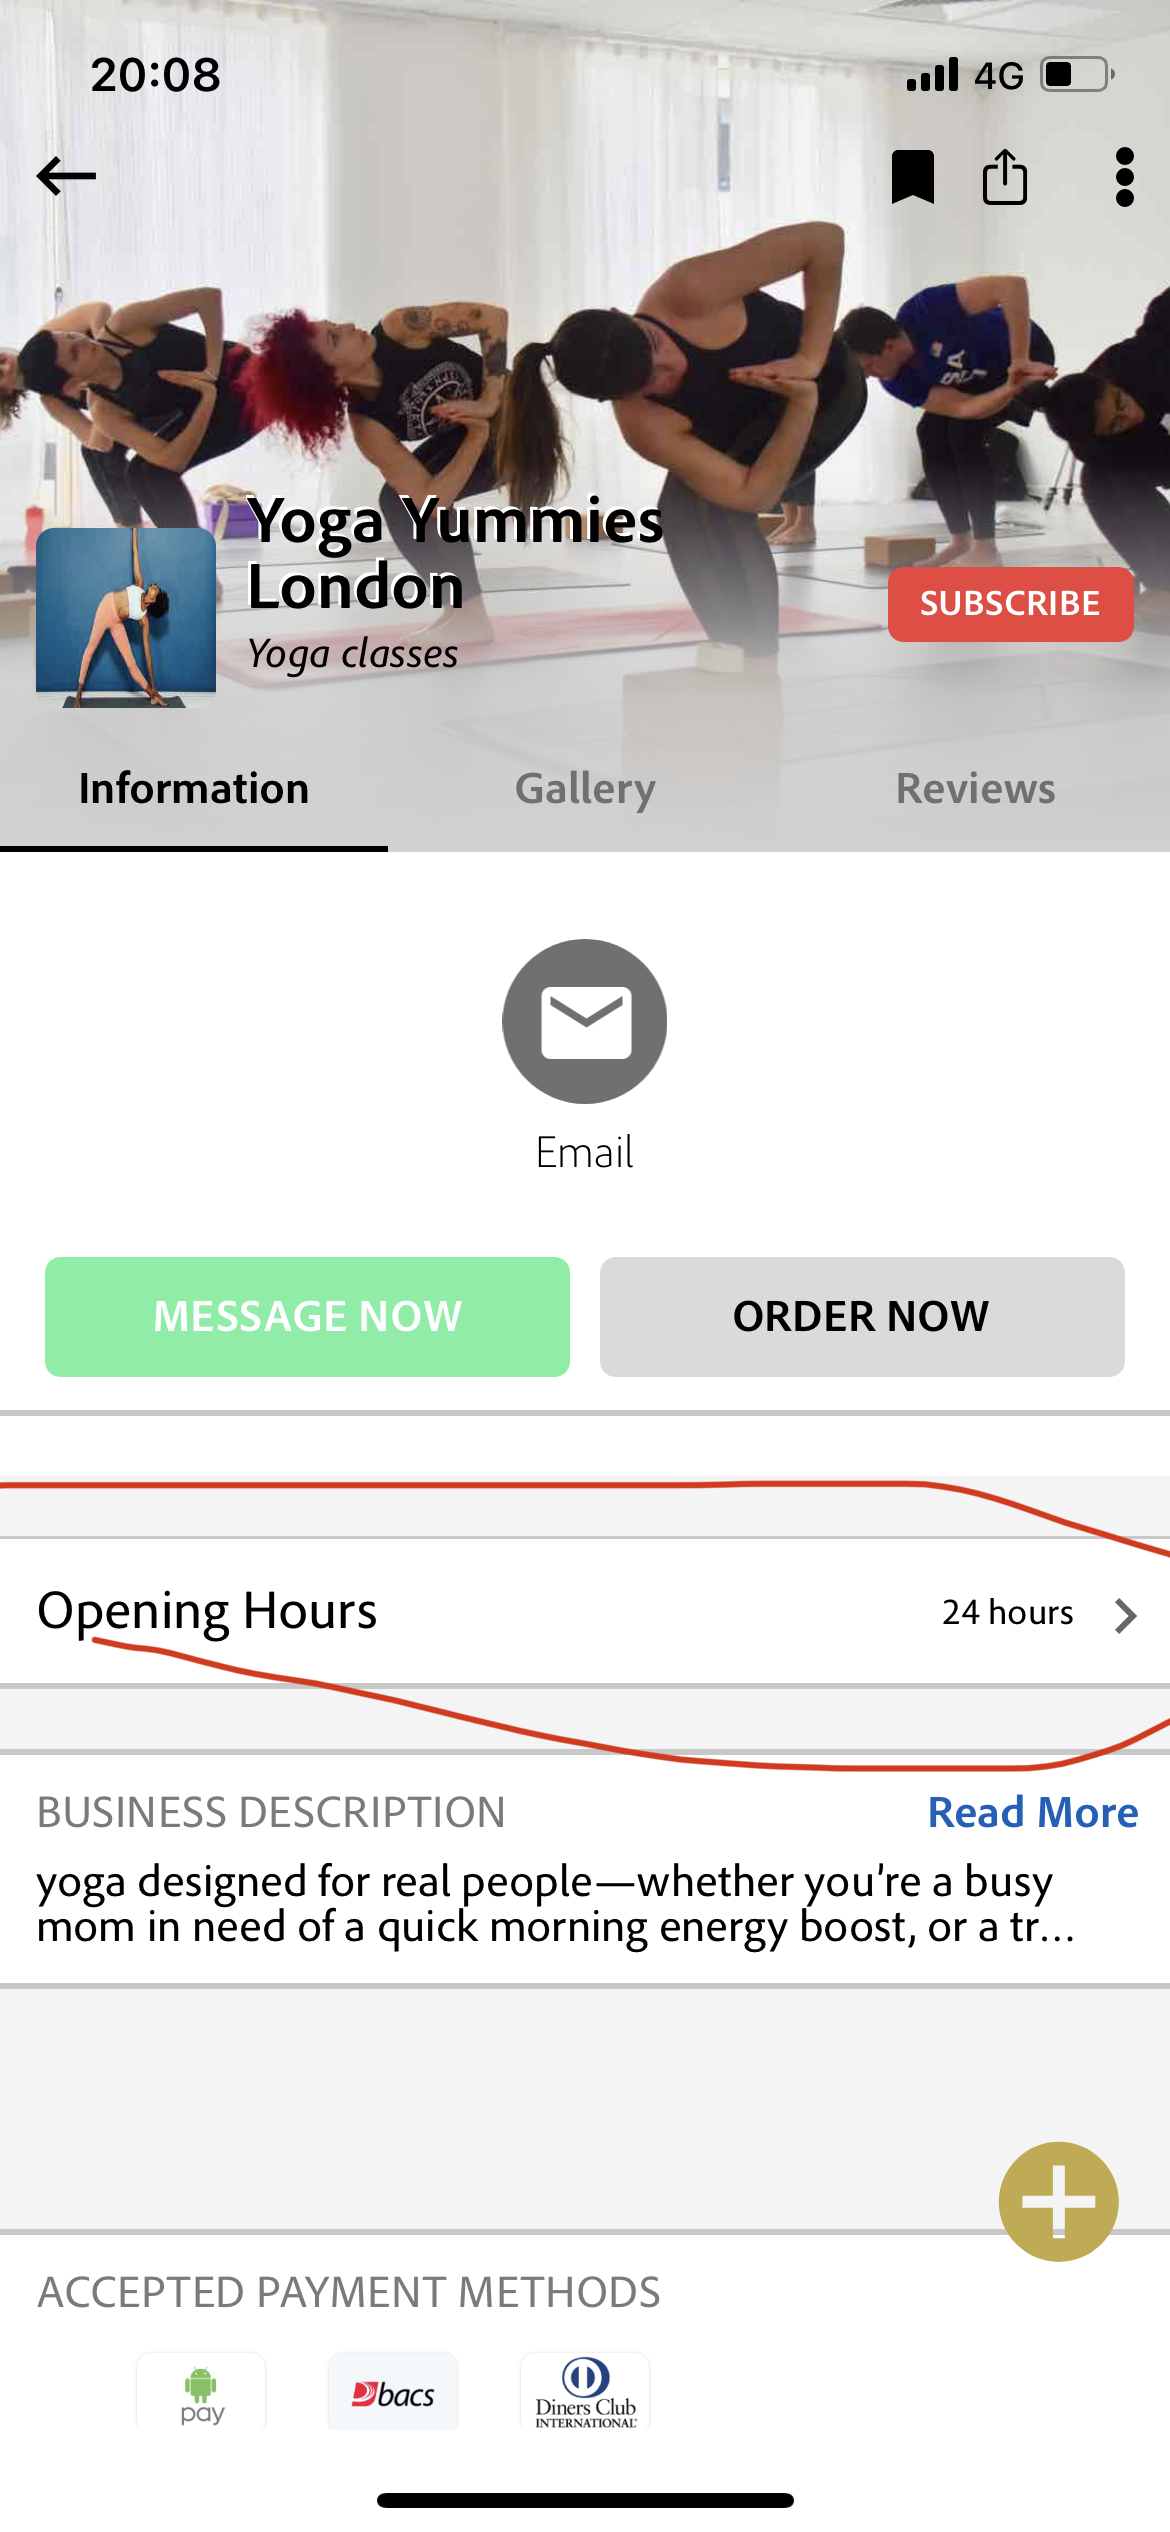 20:08
4G
Yoga Yummies
London
Yoga classes
SUBSCRIBE
Information
Gallery
Reviews
Email
MESSAGE NOW
ORDER NOW
Opening Hours
24 hours
BUSINESS DESCRIPTION
Read More
yoga designed for real people—whether you’re a busy
mom in need of a quick morning energy boost, or a tr...
ACCEPTED PAYMENT METHODS
pay
bacs
Diners Club
INTERNATIONAL